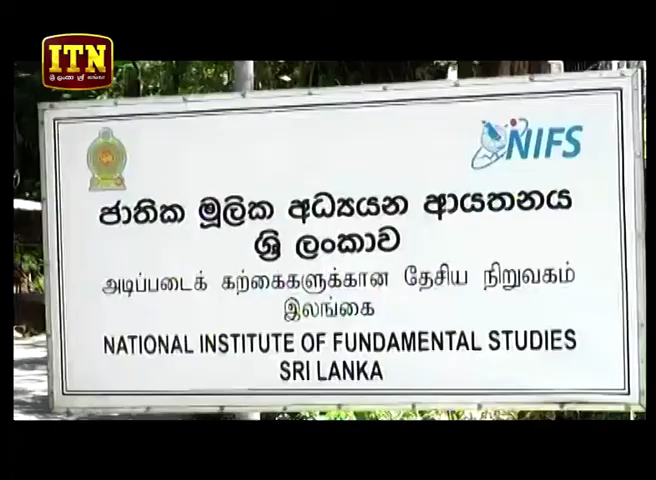 ITN
NIFS
ජාතික මූලික අධ්‍යයන ආයතනය
ශ්‍රී ලංකාව
அடிப்படைக் கற்கைகளுக்கான தேசிய நிறுவகம்
இலங்கை
NATIONAL INSTITUTE OF FUNDAMENTAL STUDIES
SRI LANKA